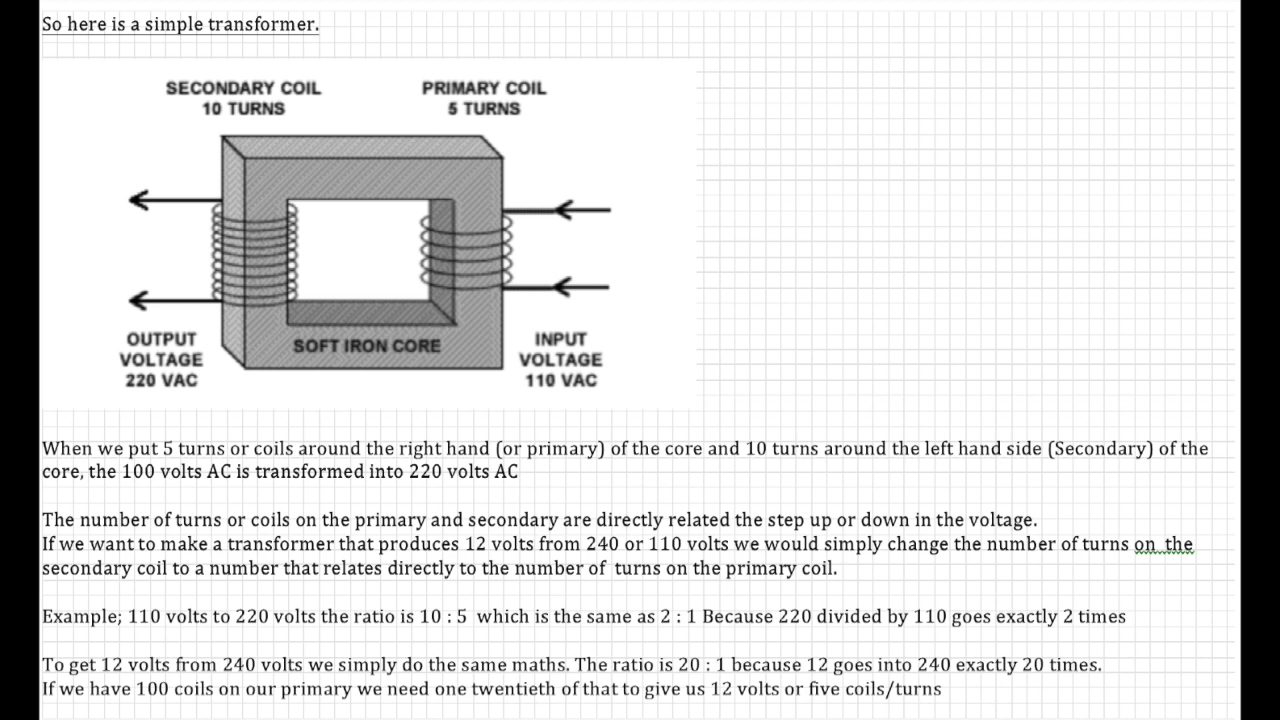 So here is a simple transformer.
SECONDARY COIL
10 TURNS
PRIMARY COIL
5 TURNS
OUTPUT
VOLTAGE
220 VAC
SOFT IRON CORE
INPUT
VOLTAGE
110 VAC
When we put 5 turns or coils around the right hand (or primary) of the core and 10 turns around the left hand side (Secondary) of the
core, the 100 volts AC is transformed into 220 volts AC
The number of turns or coils on the primary and secondary are directly related the step up or down in the voltage.
If we want to make a transformer that produces 12 volts from 240 or 110 volts we would simply change the number of turns on the
secondary coil to a number that relates directly to the number of turns on the primary coil.
Example; 110 volts to 220 volts the ratio is 10 : 5 which is the same as 2 : 1 Because 220 divided by 110 goes exactly 2 times
To get 12 volts from 240 volts we simply do the same maths. The ratio is 20 : 1 because 12 goes into 240 exactly 20 times.
If we have 100 coils on our primary we need one twentieth of that to give us 12 volts or five coils/turns